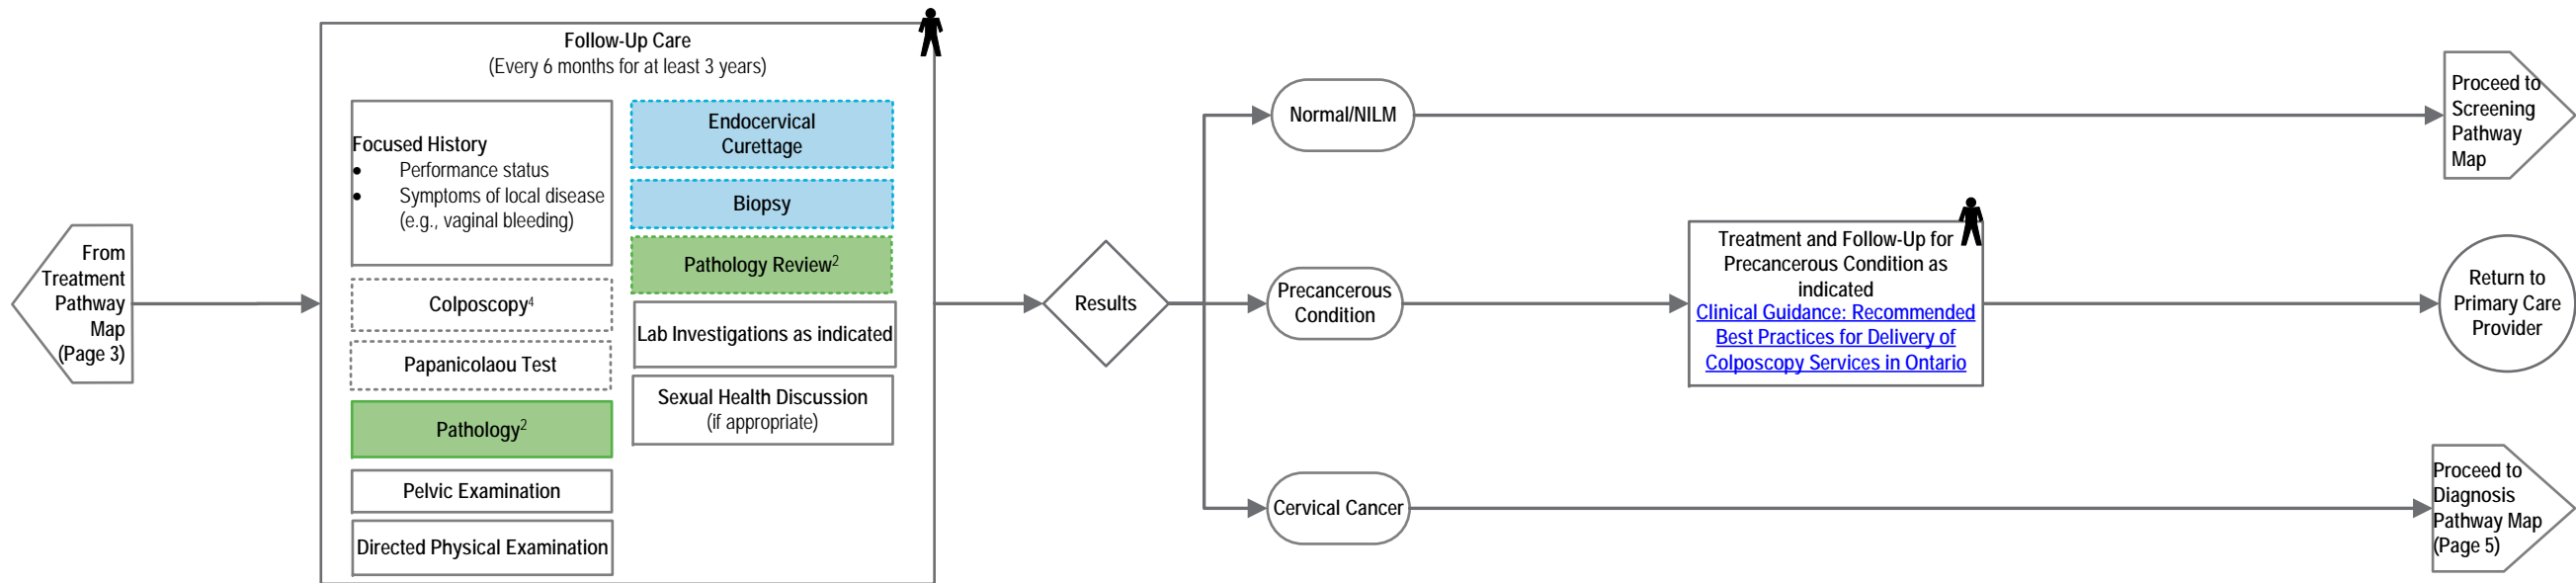 From
Treatment
Pathway
Map
(Page 3)
Follow-Up Care
(Every 6 months for at least 3 years)
Focused History
• Performance status
• Symptoms of local disease
(e.g., vaginal bleeding)
Colposcopy4
Papanicolaou Test
Pathology2
Pelvic Examination
Directed Physical Examination
Endocervical
Curettage
Biopsy
Pathology Review2
Lab Investigations as indicated
Sexual Health Discussion
(if appropriate)
Results
Normal/NILM
Proceed to
Screening
Pathway
Map
Precancerous
Condition
Treatment and Follow-Up for
Precancerous Condition as
indicated
Clinical Guidance: Recommended
Best Practices for Delivery of
Colposcopy Services in Ontario
Return to
Primary Care
Provider
Cervical Cancer
Proceed to
Diagnosis
Pathway Map
(Page 5)